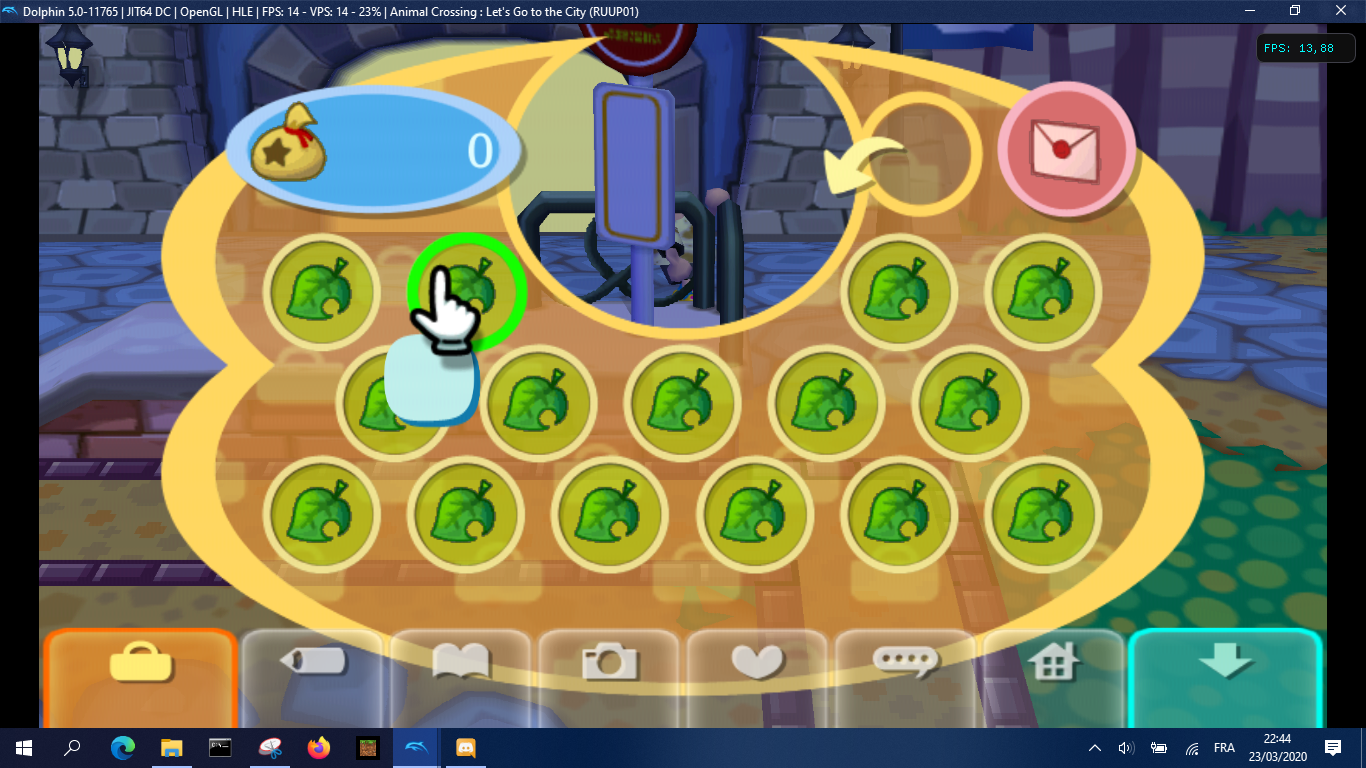 Dolphin 5.0-11765 | JIT64 DC | OpenGL | HLE | FPS: 14 - VPS: 14 - 23% | Animal Crossing : Let's Go to the City (RUUP01)
FPS: 13,88
0
FRA
22:44
23/03/2020